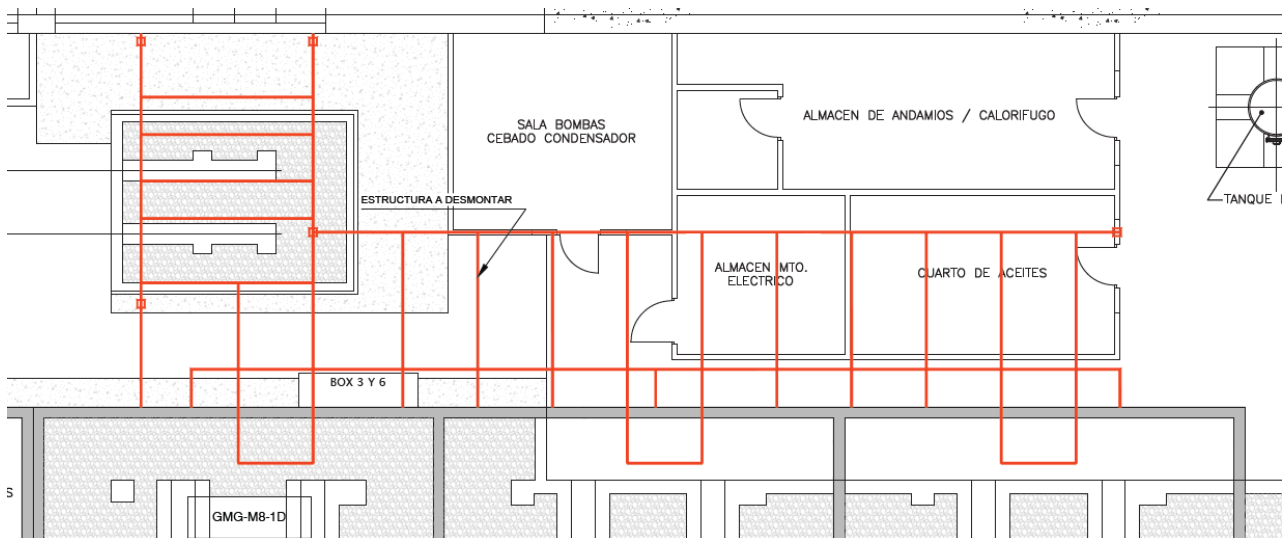 SALA BOMBAS
CEBADO CONDENSADOR
ALMACEN DE ANDAMIOS / CALORIFUGO
ESTRUCTURA A DESMONTAR
TANQUE
ALMACEN MTO.
ELECTRICO
CUARTO DE ACEITES
BOX 3 Y 6
S
GMG-M8-1D